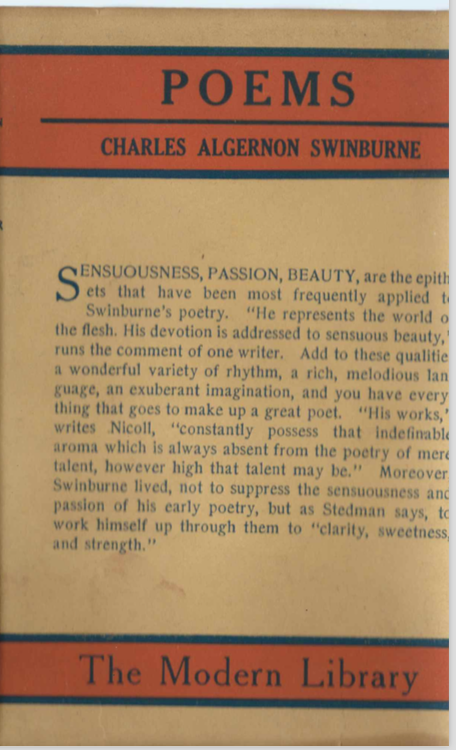 POEMS
CHARLES ALGERNON SWINBURNE
SENSUOUSNESS, PASSION, BEAUTY, are the epith
ets that have been most frequently applied t
Swinburne's poetry. "He represents the world o
the flesh. His devotion is addressed to sensuous beauty,"
runs the comment of one writer. Add to these qualitie
a wonderful variety of rhythm, a rich, melodious lan
guage, an exuberant imagination, and you have every
thing that goes to make up a great poet. "His works,"
writes Nicoll, "constantly possess that indefinable
aroma which is always absent from the poetry of mere
talent, however high that talent may be." Moreover
Swinburne lived, not to suppress the sensuousness and
passion of his early poetry, but as Stedman says, to
work himself up through them to "clarity, sweetness,
and strength."
The Modern Library